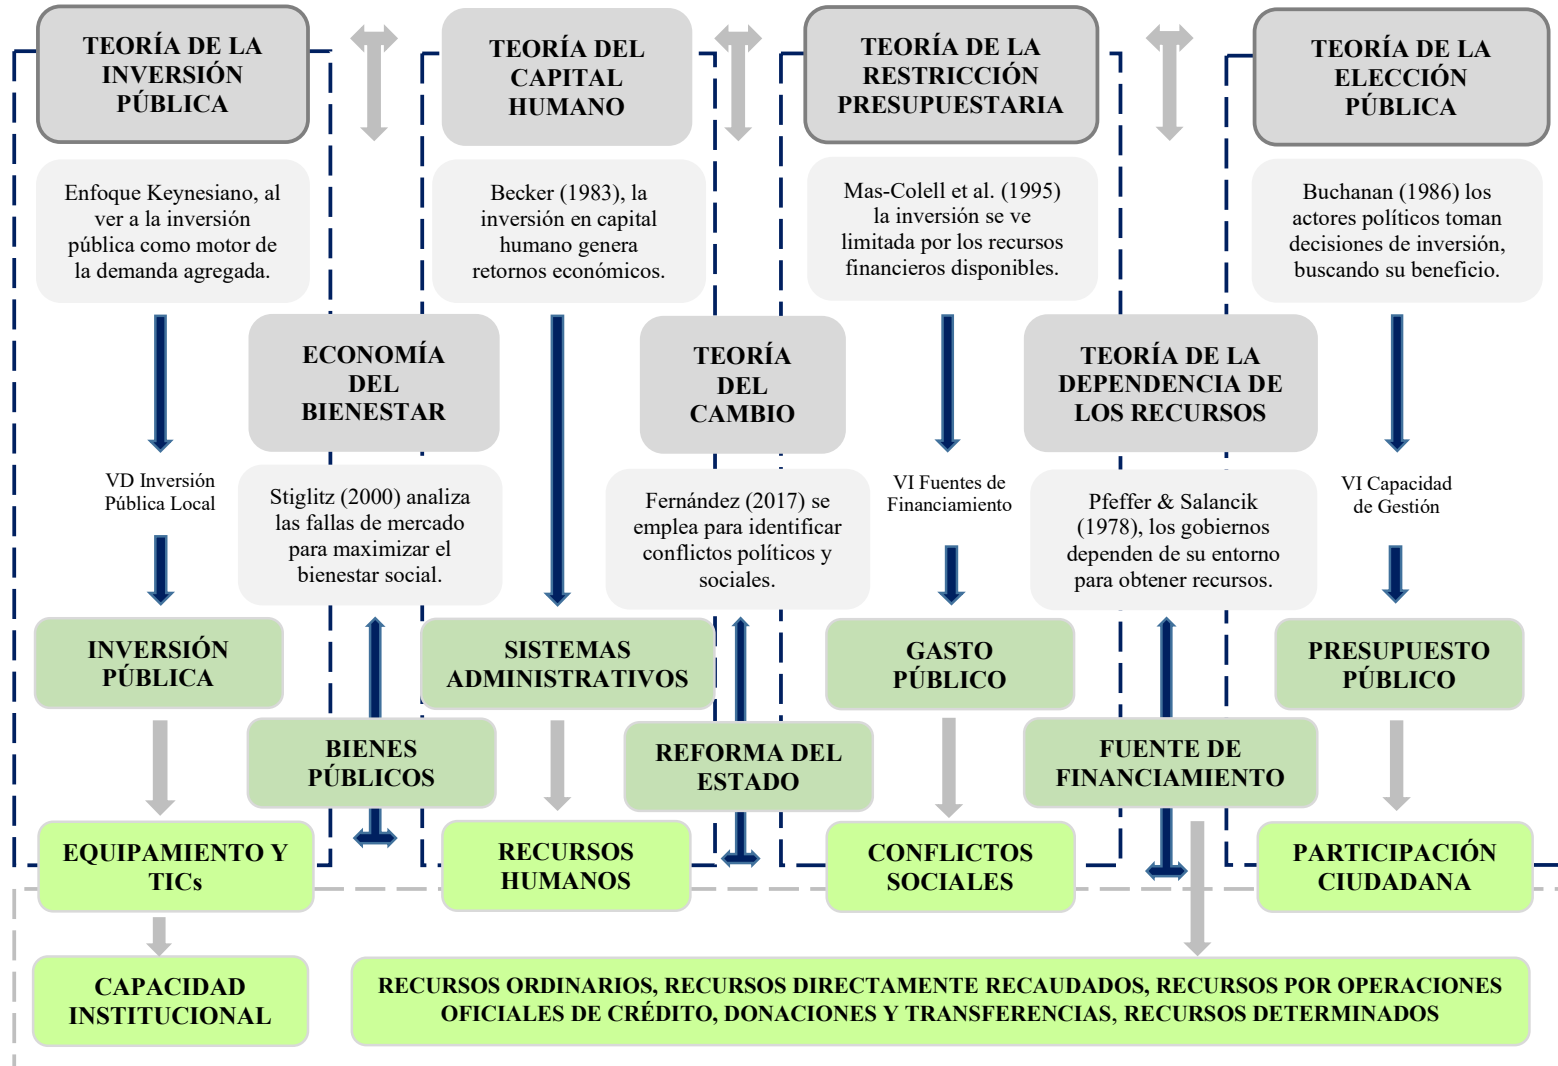 TEORÍA DE LA
INVERSIÓN
PÚBLICA
TEORÍA DEL
CAPITAL
HUMANO
TEORÍA DE LA
RESTRICCIÓN
PRESUPUESTARIA
TEORÍA DE LA
ELECCIÓN
PÚBLICA
Enfoque Keynesiano, al
ver a la inversión
pública como motor de
la demanda agregada.
Becker (1983), la
inversión en capital
humano genera
retornos económicos.
Mas-Colell et al. (1995)
la inversión se ve
limitada por los recursos
financieros disponibles.
Buchanan (1986) los
actores políticos toman
decisiones de inversión,
buscando su beneficio.
ECONOMÍA
DEL
BIENESTAR
TEORÍA
DEL
CAMBIO
TEORÍA DE LA
DEPENDENCIA DE
LOS RECURSOS
VD Inversión
Pública Local
Stiglitz (2000) analiza
las fallas de mercado
para maximizar el
bienestar social.
Fernández (2017) se
emplea para identificar
conflictos políticos y
sociales.
VI Fuentes de
Financiamiento
Pfeffer & Salancik
(1978), los gobiernos
dependen de su entorno
para obtener recursos.
VI Capacidad
de Gestión
INVERSIÓN
PÚBLICA
SISTEMAS
ADMINISTRATIVOS
GASTO
PÚBLICO
PRESUPUESTO
PÚBLICO
BIENES
PÚBLICOS
REFORMA DEL
ESTADO
FUENTE DE
FINANCIAMIENTO
EQUIPAMIENTO Y
TICs
RECURSOS
HUMANOS
CONFLICTOS
SOCIALES
PARTICIPACIÓN
CIUDADANA
CAPACIDAD
INSTITUCIONAL
RECURSOS ORDINARIOS, RECURSOS DIRECTAMENTE RECAUDADOS, RECURSOS POR OPERACIONES
OFICIALES DE CRÉDITO, DONACIONES Y TRANSFERENCIAS, RECURSOS DETERMINADOS